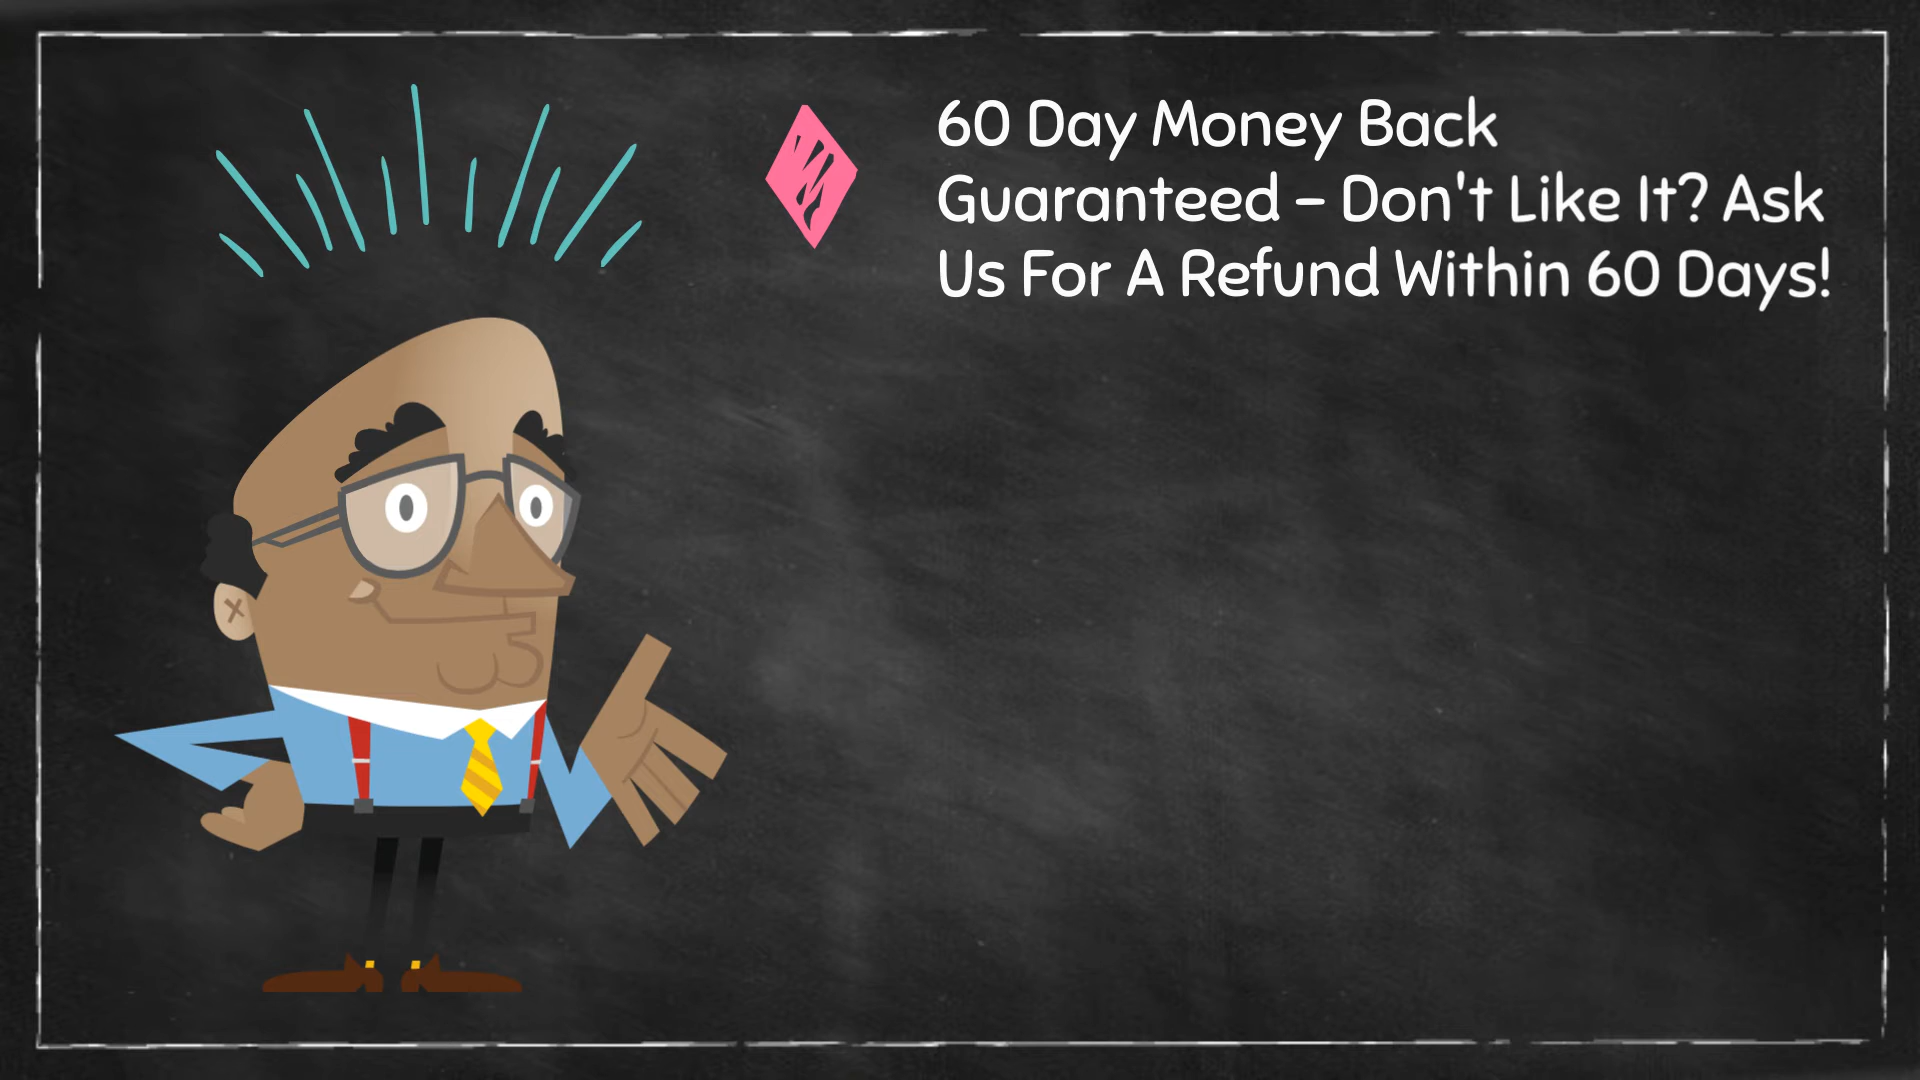 60 Day Money Back
Guaranteed – Don't Like It? Ask
Us For A Refund Within 60 Days!